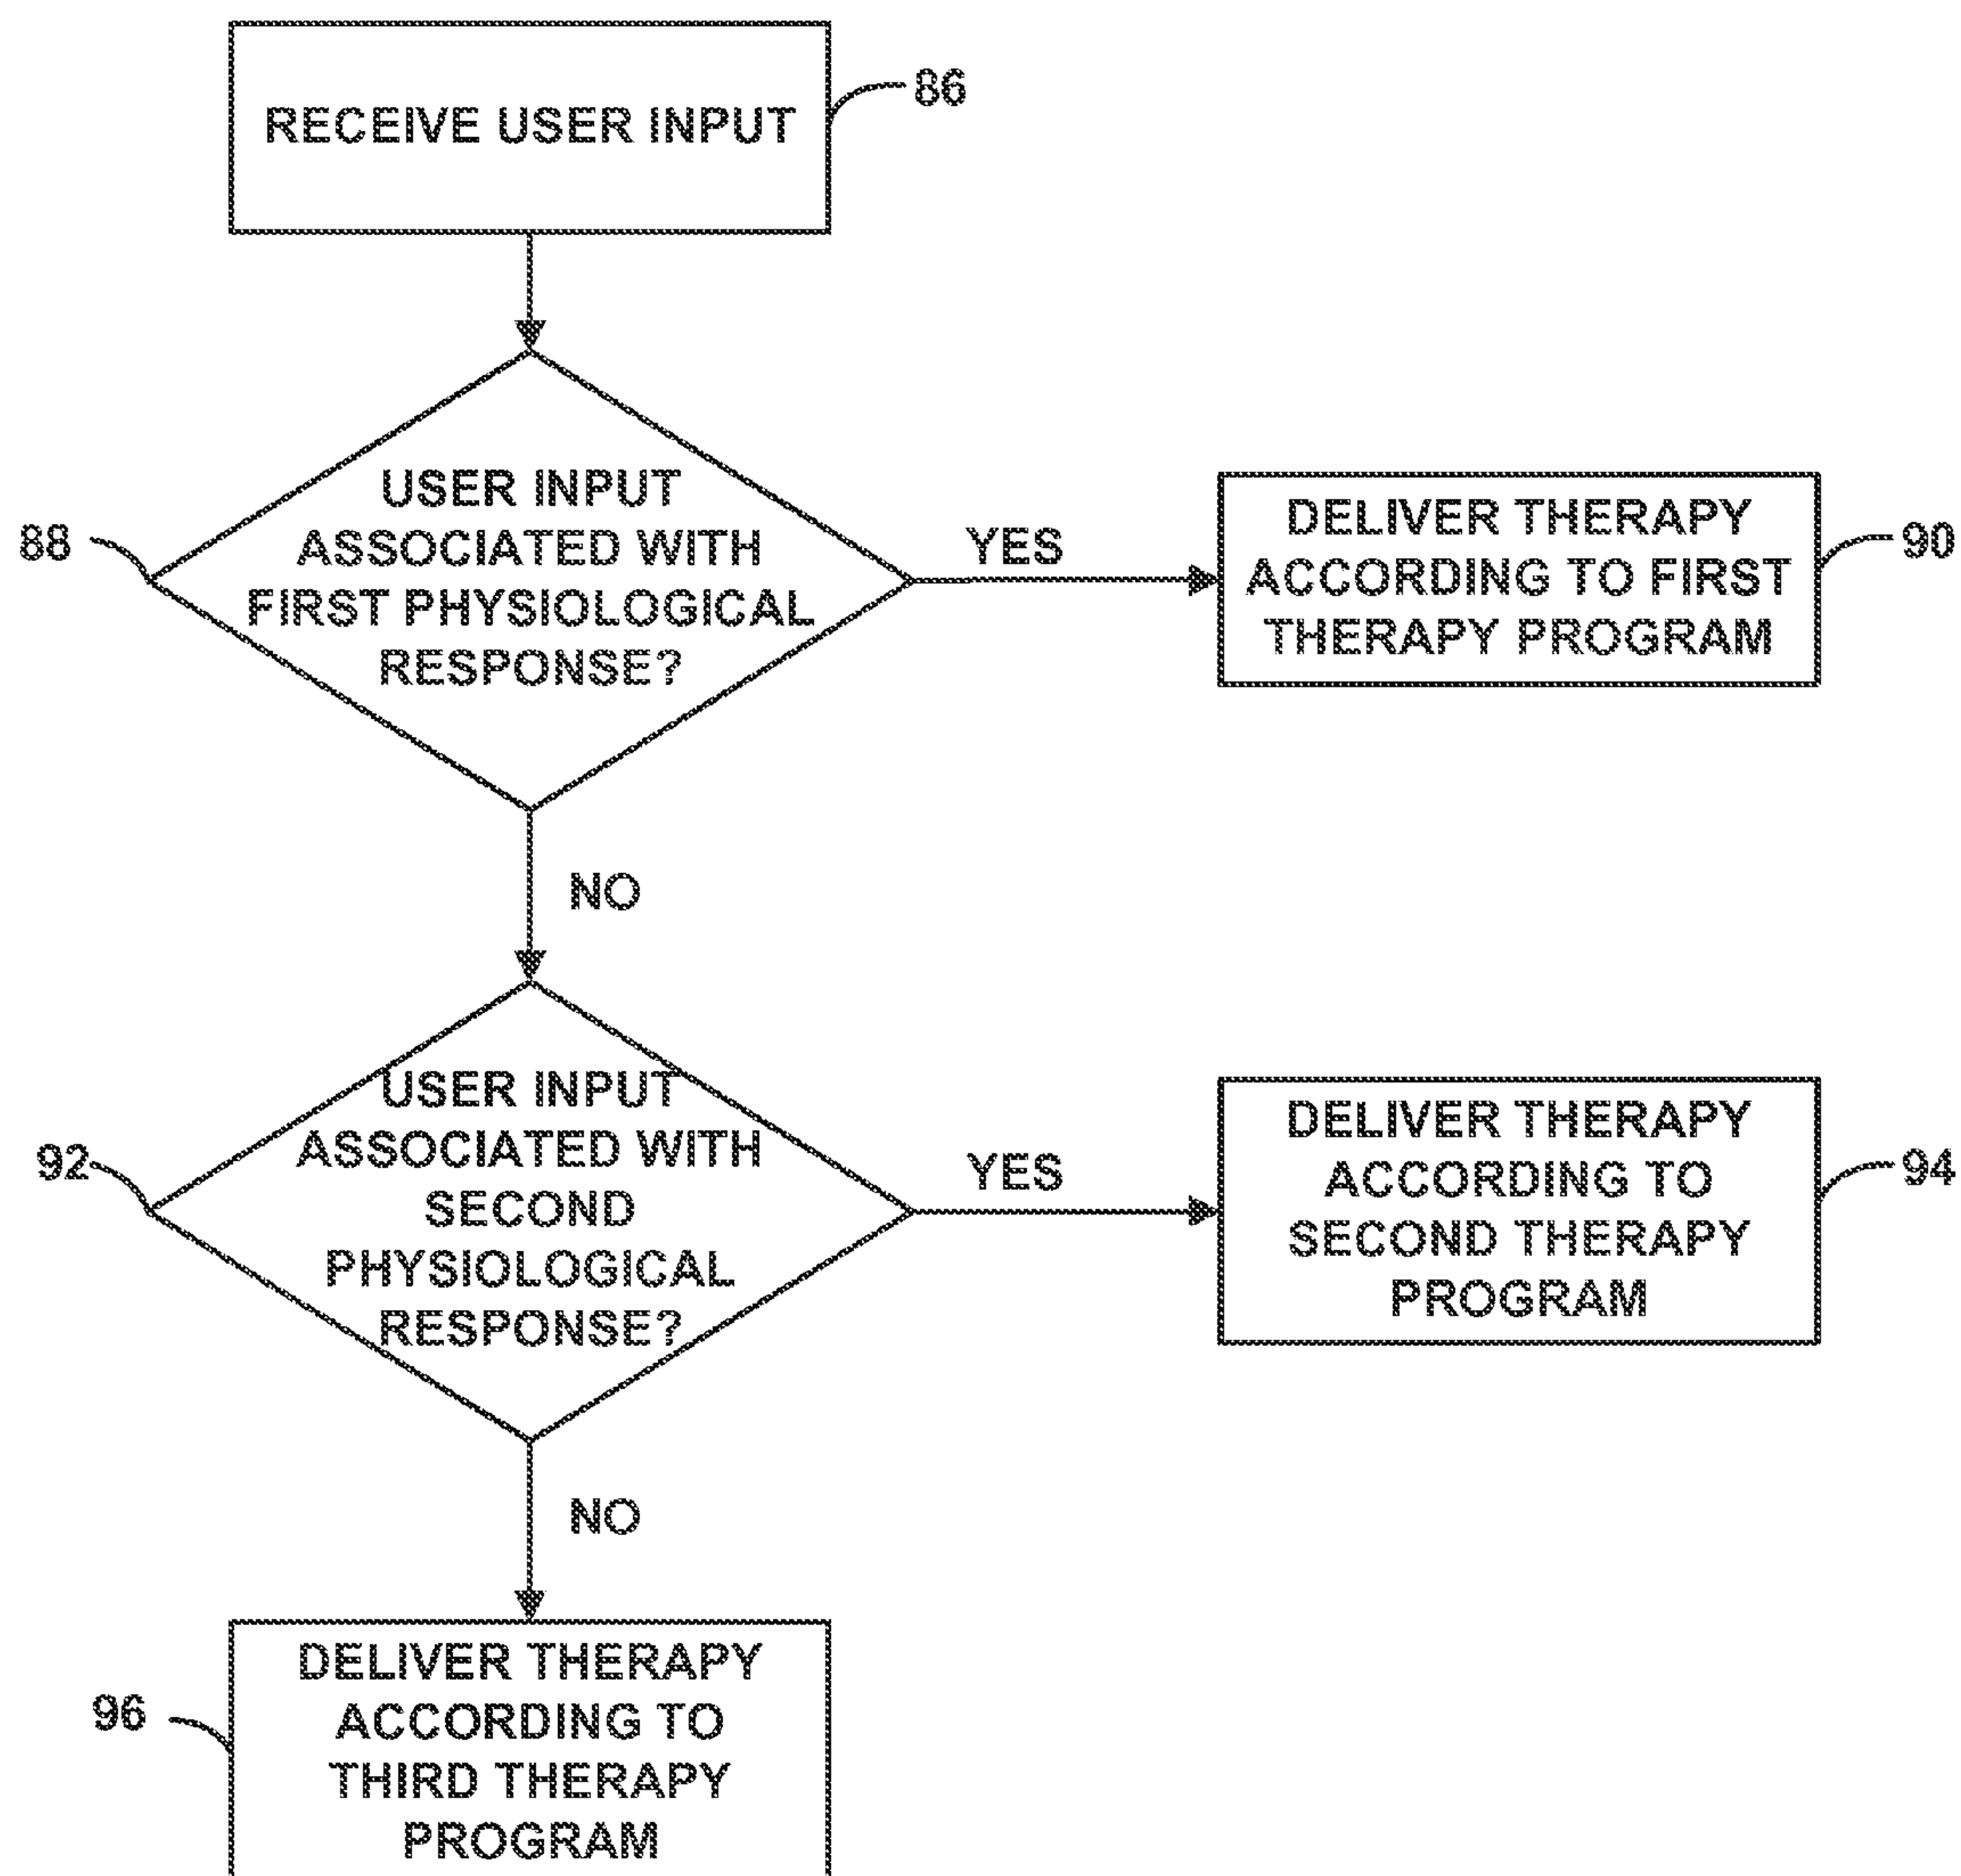 RECEIVE USER INPUT
86
USER INPUT
ASSOCIATED WITH
FIRST PHYSIOLOGICAL
RESPONSE?
88
YES
DELIVER THERAPY
ACCORDING TO FIRST
THERAPY PROGRAM
90
NO
USER INPUT
ASSOCIATED WITH
SECOND
PHYSIOLOGICAL
RESPONSE?
92
YES
DELIVER THERAPY
ACCORDING TO
SECOND THERAPY
PROGRAM
94
NO
DELIVER THERAPY
ACCORDING TO
THIRD THERAPY
PROGRAM
96